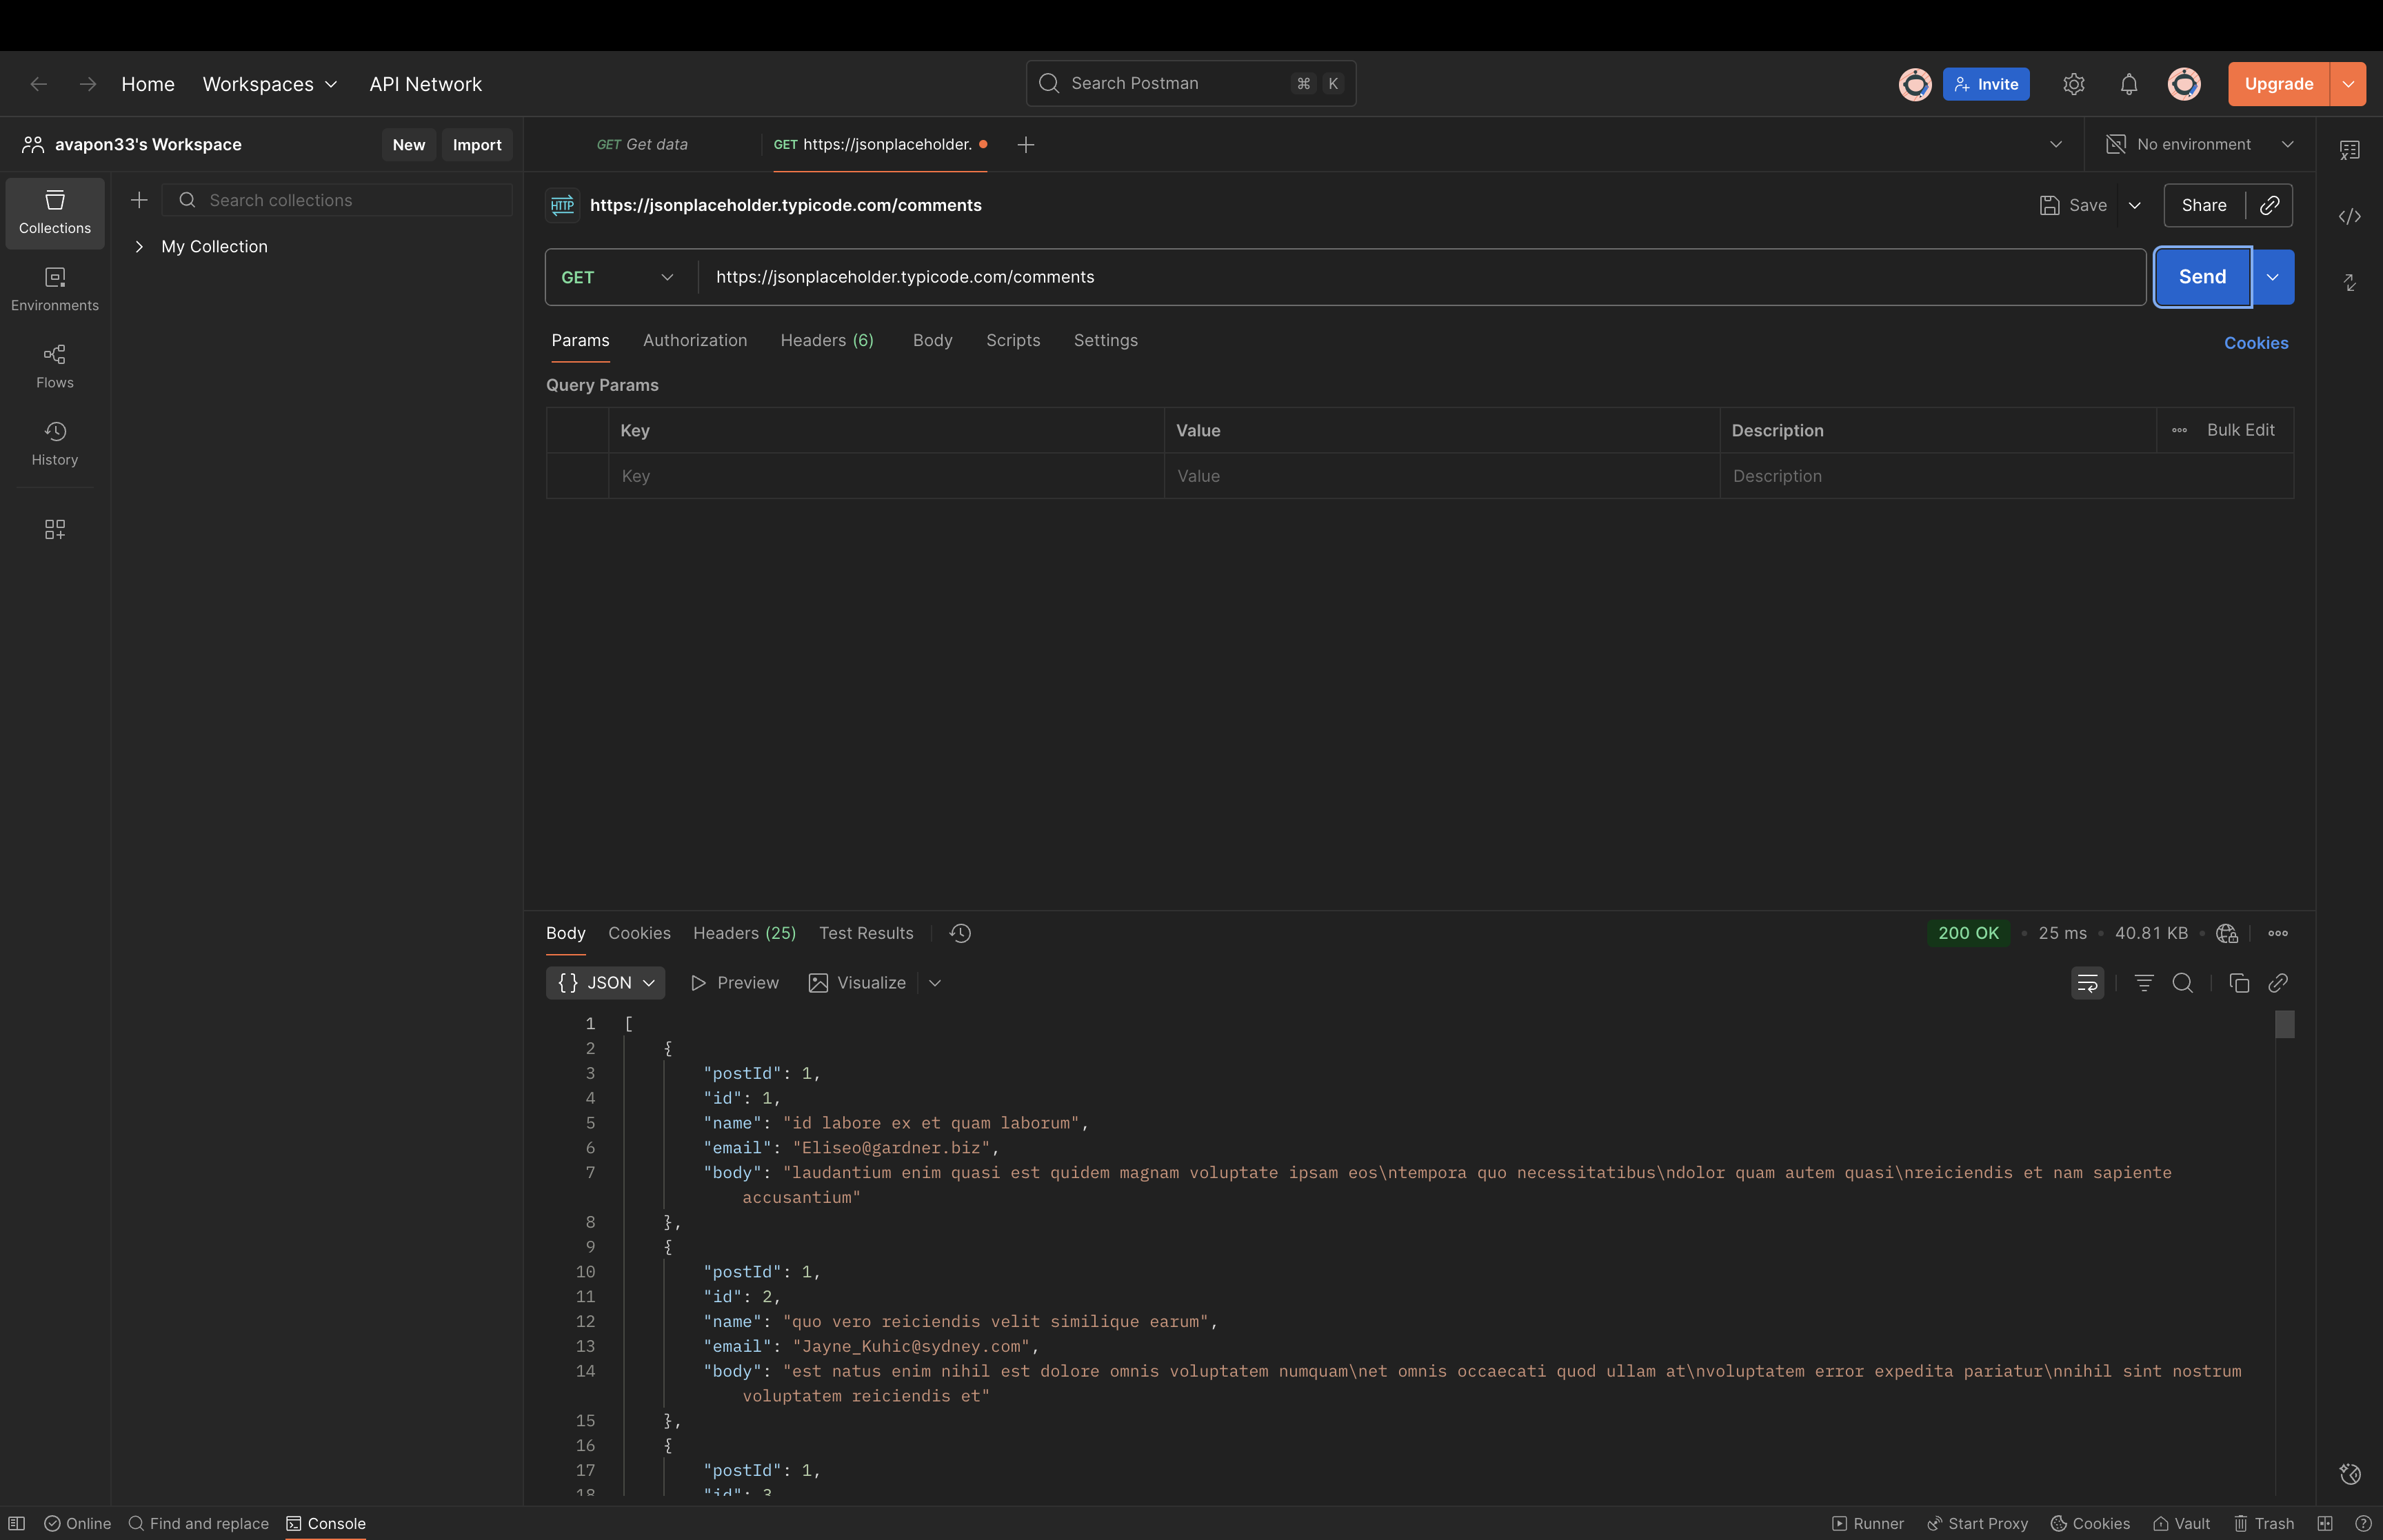 Home Workspaces API Network Search Postman ⌘ K Invite Upgrade
avapon33's Workspace New Import GET Get data GET https://jsonplaceholder. No environment
Collections
Environments
Flows
History
Search collections
My Collection
HTTP https://jsonplaceholder.typicode.com/comments Save Share
GET https://jsonplaceholder.typicode.com/comments Send
Params Authorization Headers (6) Body Scripts Settings Cookies
Query Params
Key Value Description Bulk Edit
Key Value Description
Body Cookies Headers (25) Test Results 200 OK • 25 ms • 40.81 KB •
{} JSON Preview Visualize
1 [
2 {
3 "postId": 1,
4 "id": 1,
5 "name": "id labore ex et quam laborum",
6 "email": "Eliseo@gardner.biz",
7 "body": "laudantium enim quasi est quidem magnam voluptate ipsam eos\ntempora quo necessitatibus\ndolor quam autem quasi\nreiciendis et nam sapiente
accusantium"
8 },
9 {
10 "postId": 1,
11 "id": 2,
12 "name": "quo vero reiciendis velit similique earum",
13 "email": "Jayne_Kuhic@sydney.com",
14 "body": "est natus enim nihil est dolore omnis voluptatem numquam\net omnis occaecati quod ullam at\nvoluptatem error expedita pariatur\nnihil sint nostrum
voluptatem reiciendis et"
15 },
16 {
17 "postId": 1,
18 "id": 3
Online Find and replace Console Runner Start Proxy Cookies Vault Trash